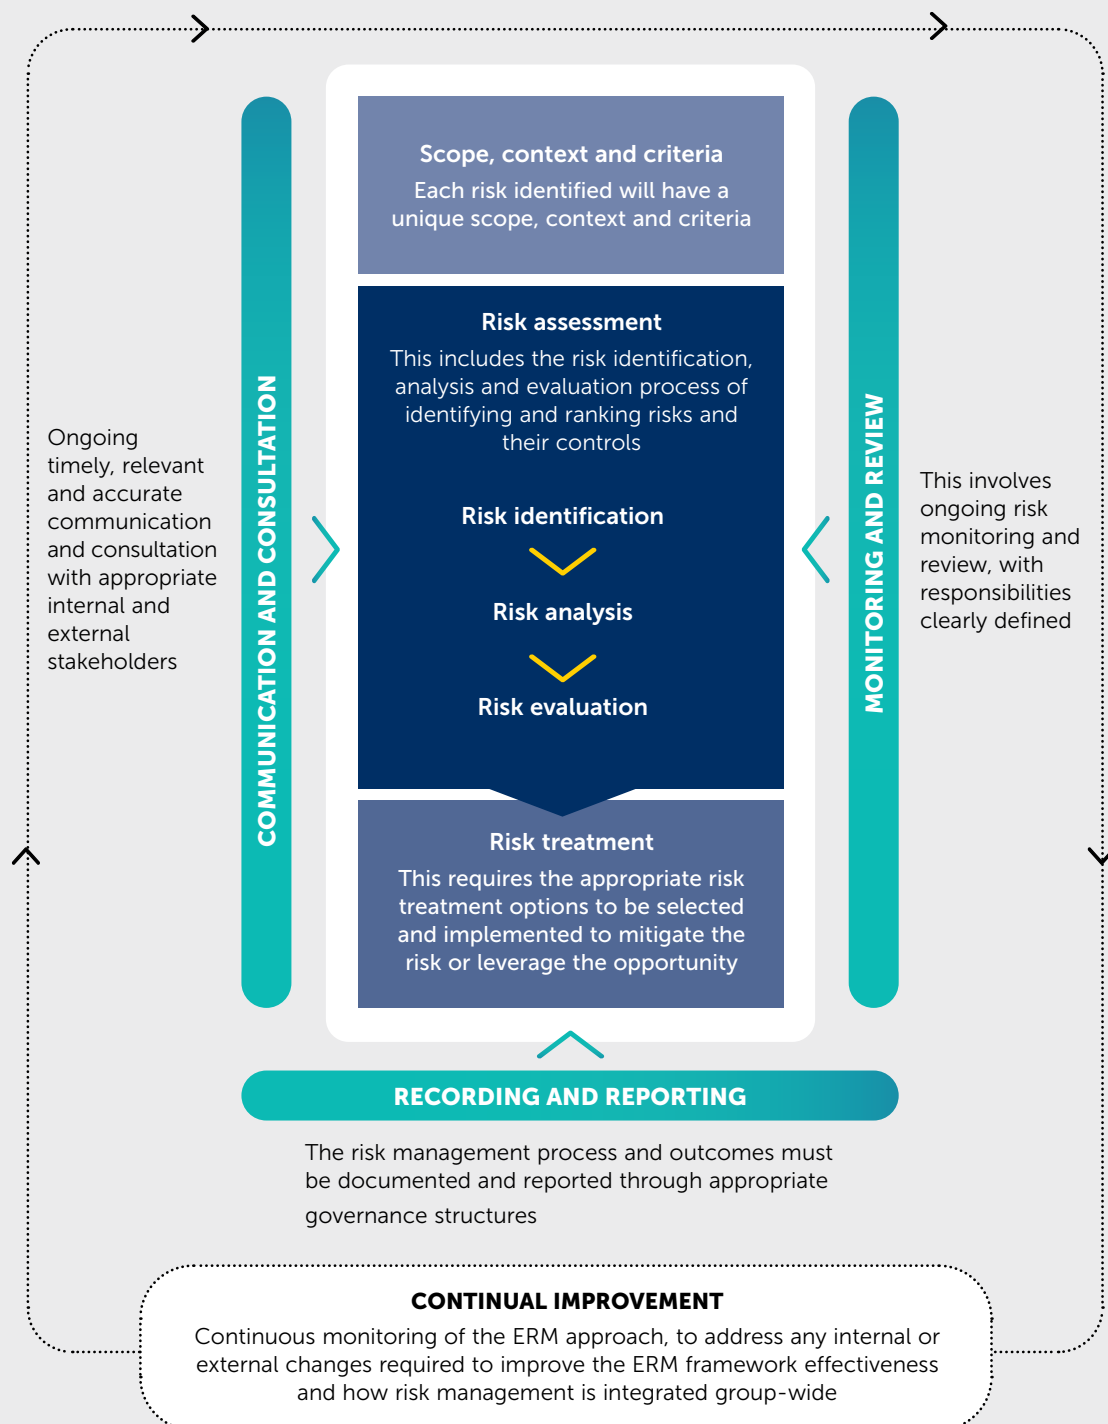 Scope, context and criteria
Each risk identified will have a
unique scope, context and criteria
Risk assessment
This includes the risk identification,
analysis and evaluation process of
identifying and ranking risks and
their controls
Risk identification
Risk analysis
Risk evaluation
Risk treatment
This requires the appropriate risk
treatment options to be selected
and implemented to mitigate the
risk or leverage the opportunity
COMMUNICATION AND CONSULTATION
Ongoing
timely, relevant
and accurate
communication
and consultation
with appropriate
internal and
external
stakeholders
MONITORING AND REVIEW
This involves
ongoing risk
monitoring and
review, with
responsibilities
clearly defined
RECORDING AND REPORTING
The risk management process and outcomes must
be documented and reported through appropriate
governance structures
CONTINUAL IMPROVEMENT
Continuous monitoring of the ERM approach, to address any internal or
external changes required to improve the ERM framework effectiveness
and how risk management is integrated group-wide